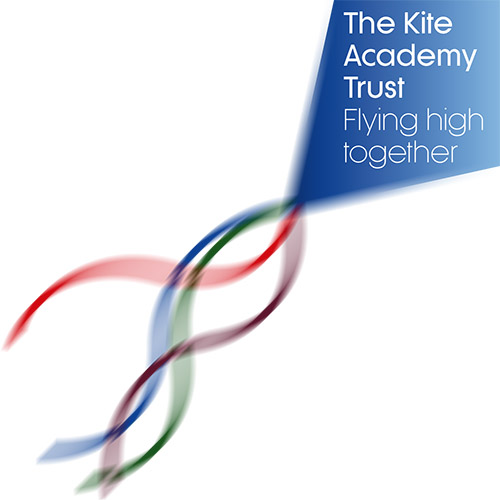 The Kite
Academy
Trust
Flying high
together